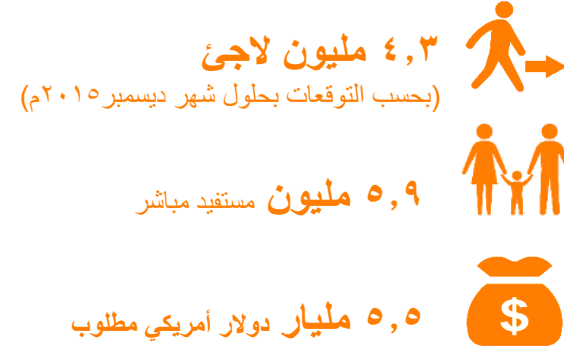 ٤,٣ مليون لاجئ
(بحسب التوقعات بحلول شهر ديسمبر٢٠١٥م)
٥,٩ مليون مستفيد مباشر
٥,٥ مليار دولار أمريكي مطلوب
$